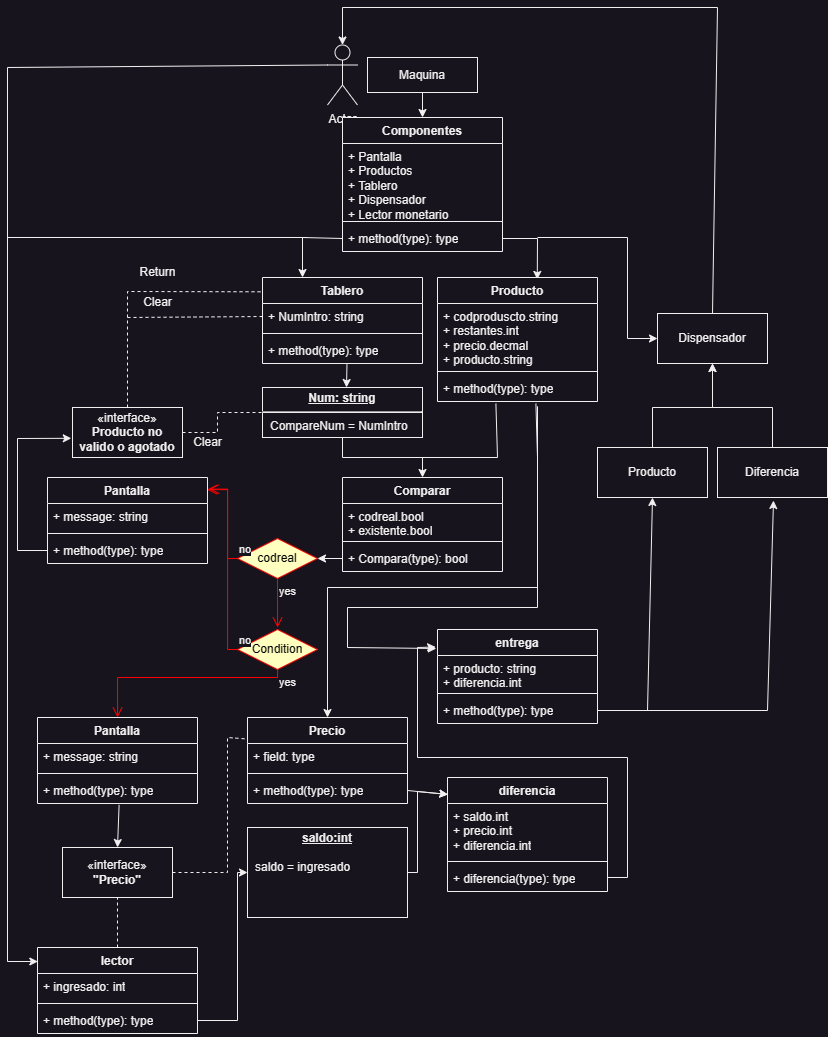 Maquina
Actor
Componentes
+ Pantalla
+ Productos
+ Tablero
+ Dispensador
+ Lector monetario
+ method(type): type
Return
Clear
Tablero
+ NumIntro: string
+ method(type): type
Producto
+ codproduscto.string
+ restantes.int
+ precio.decmal
+ producto.string
+ method(type): type
Dispensador
Num: string
CompareNum = NumIntro
«interface»
Producto no
valido o agotado
Clear
Producto
Diferencia
Pantalla
+ message: string
+ method(type): type
Comparar
+ codreal.bool
+ existente.bool
+ Compara(type): bool
no
codreal
yes
no
Condition
yes
entrega
+ producto: string
+ diferencia.int
+ method(type): type
Pantalla
+ message: string
+ method(type): type
Precio
+ field: type
+ method(type): type
diferencia
+ saldo.int
+ precio.int
+ diferencia.int
+ diferencia(type): type
saldo:int
saldo = ingresado
«interface»
"Precio"
lector
+ ingresado: int
+ method(type): type